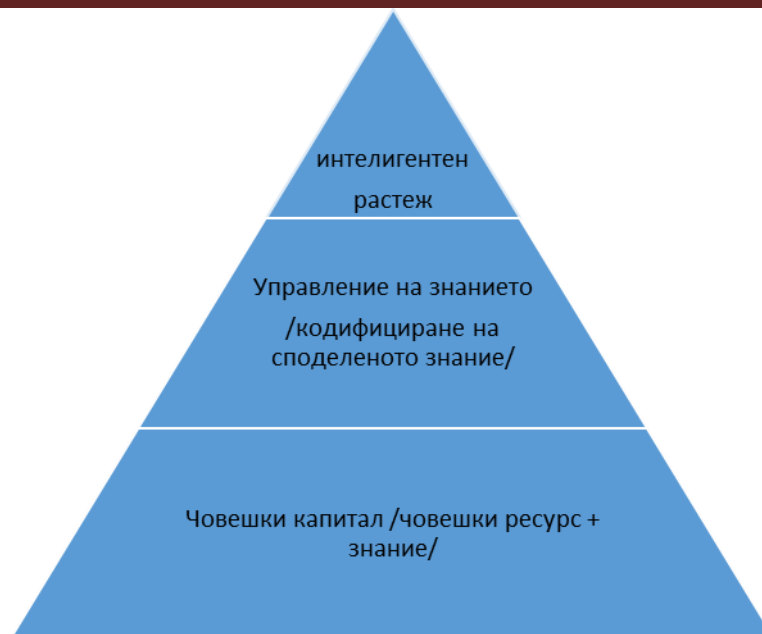 интелигентен
растеж
Управление на знанието
/кодифициране на
споделеното знание/
Човешки капитал /човешки ресурс +
знание/